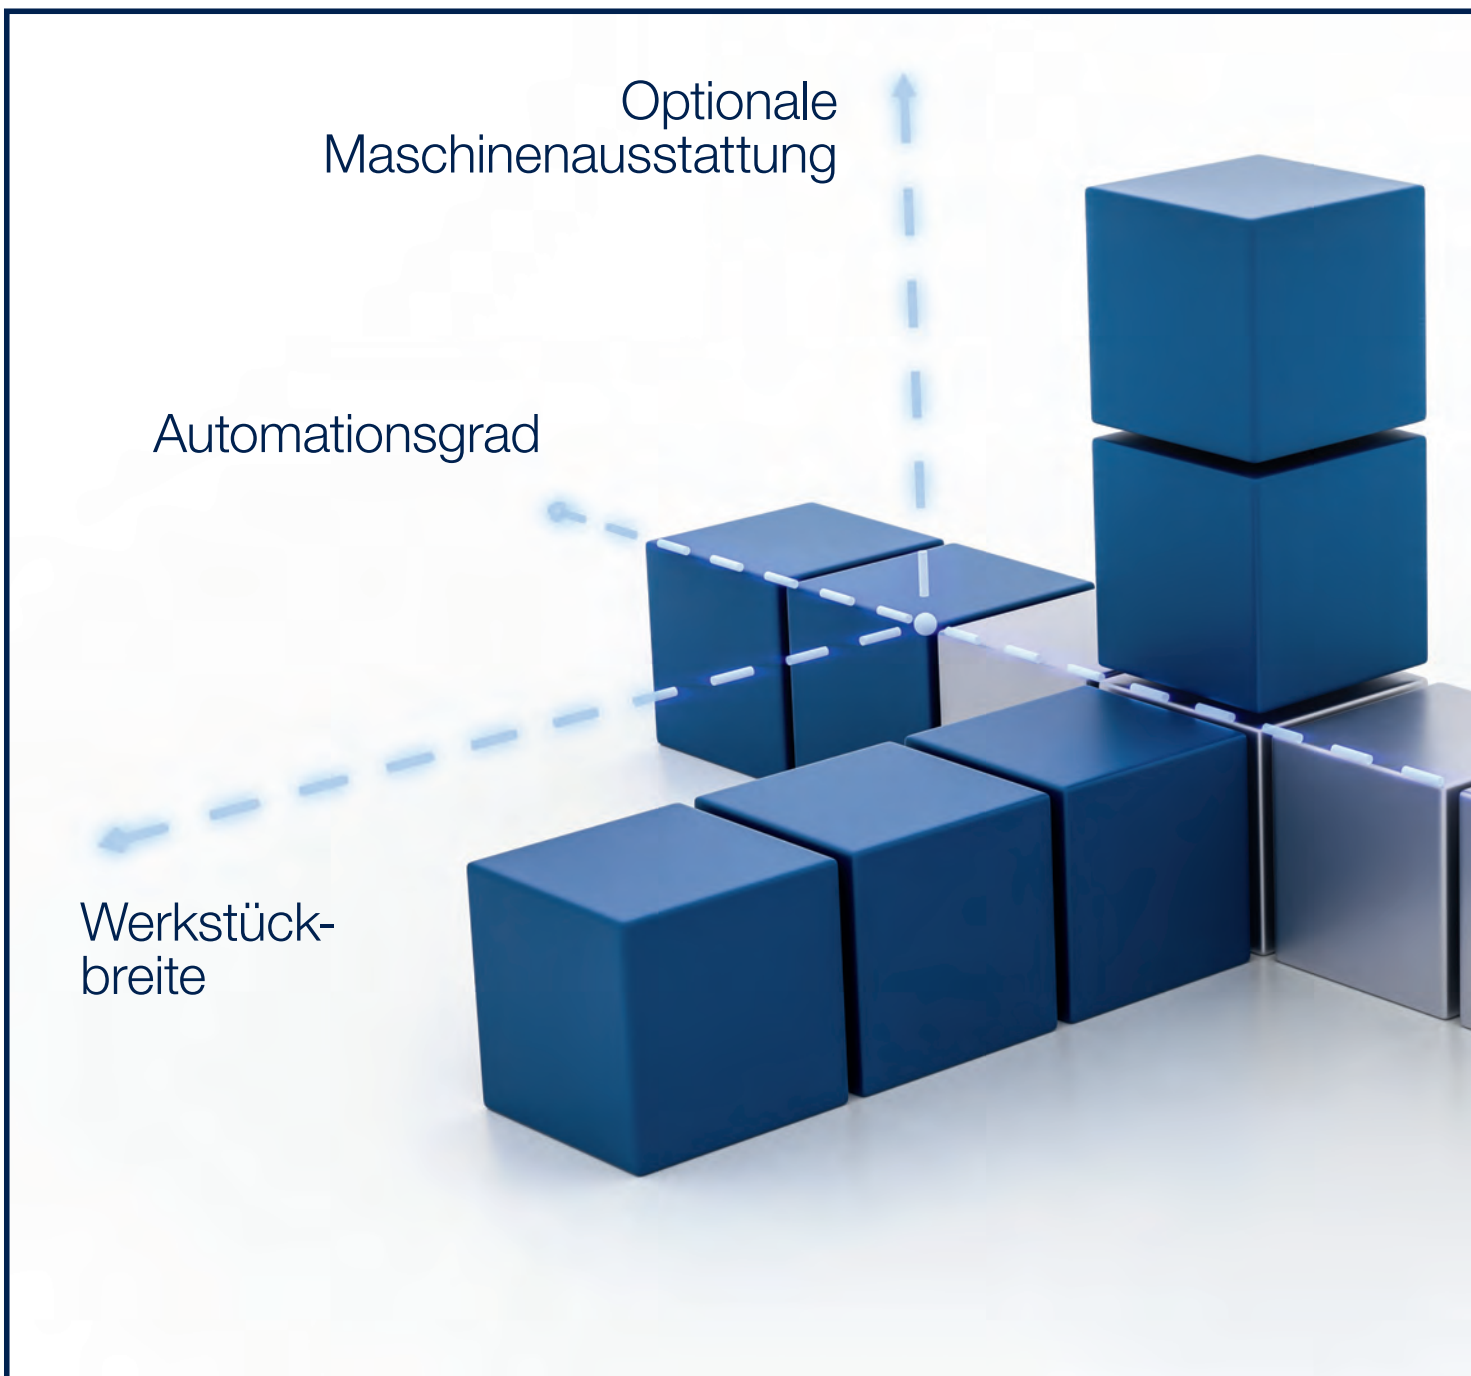 Optionale
Maschinenausstattung
Automationsgrad
Werkstück-
breite